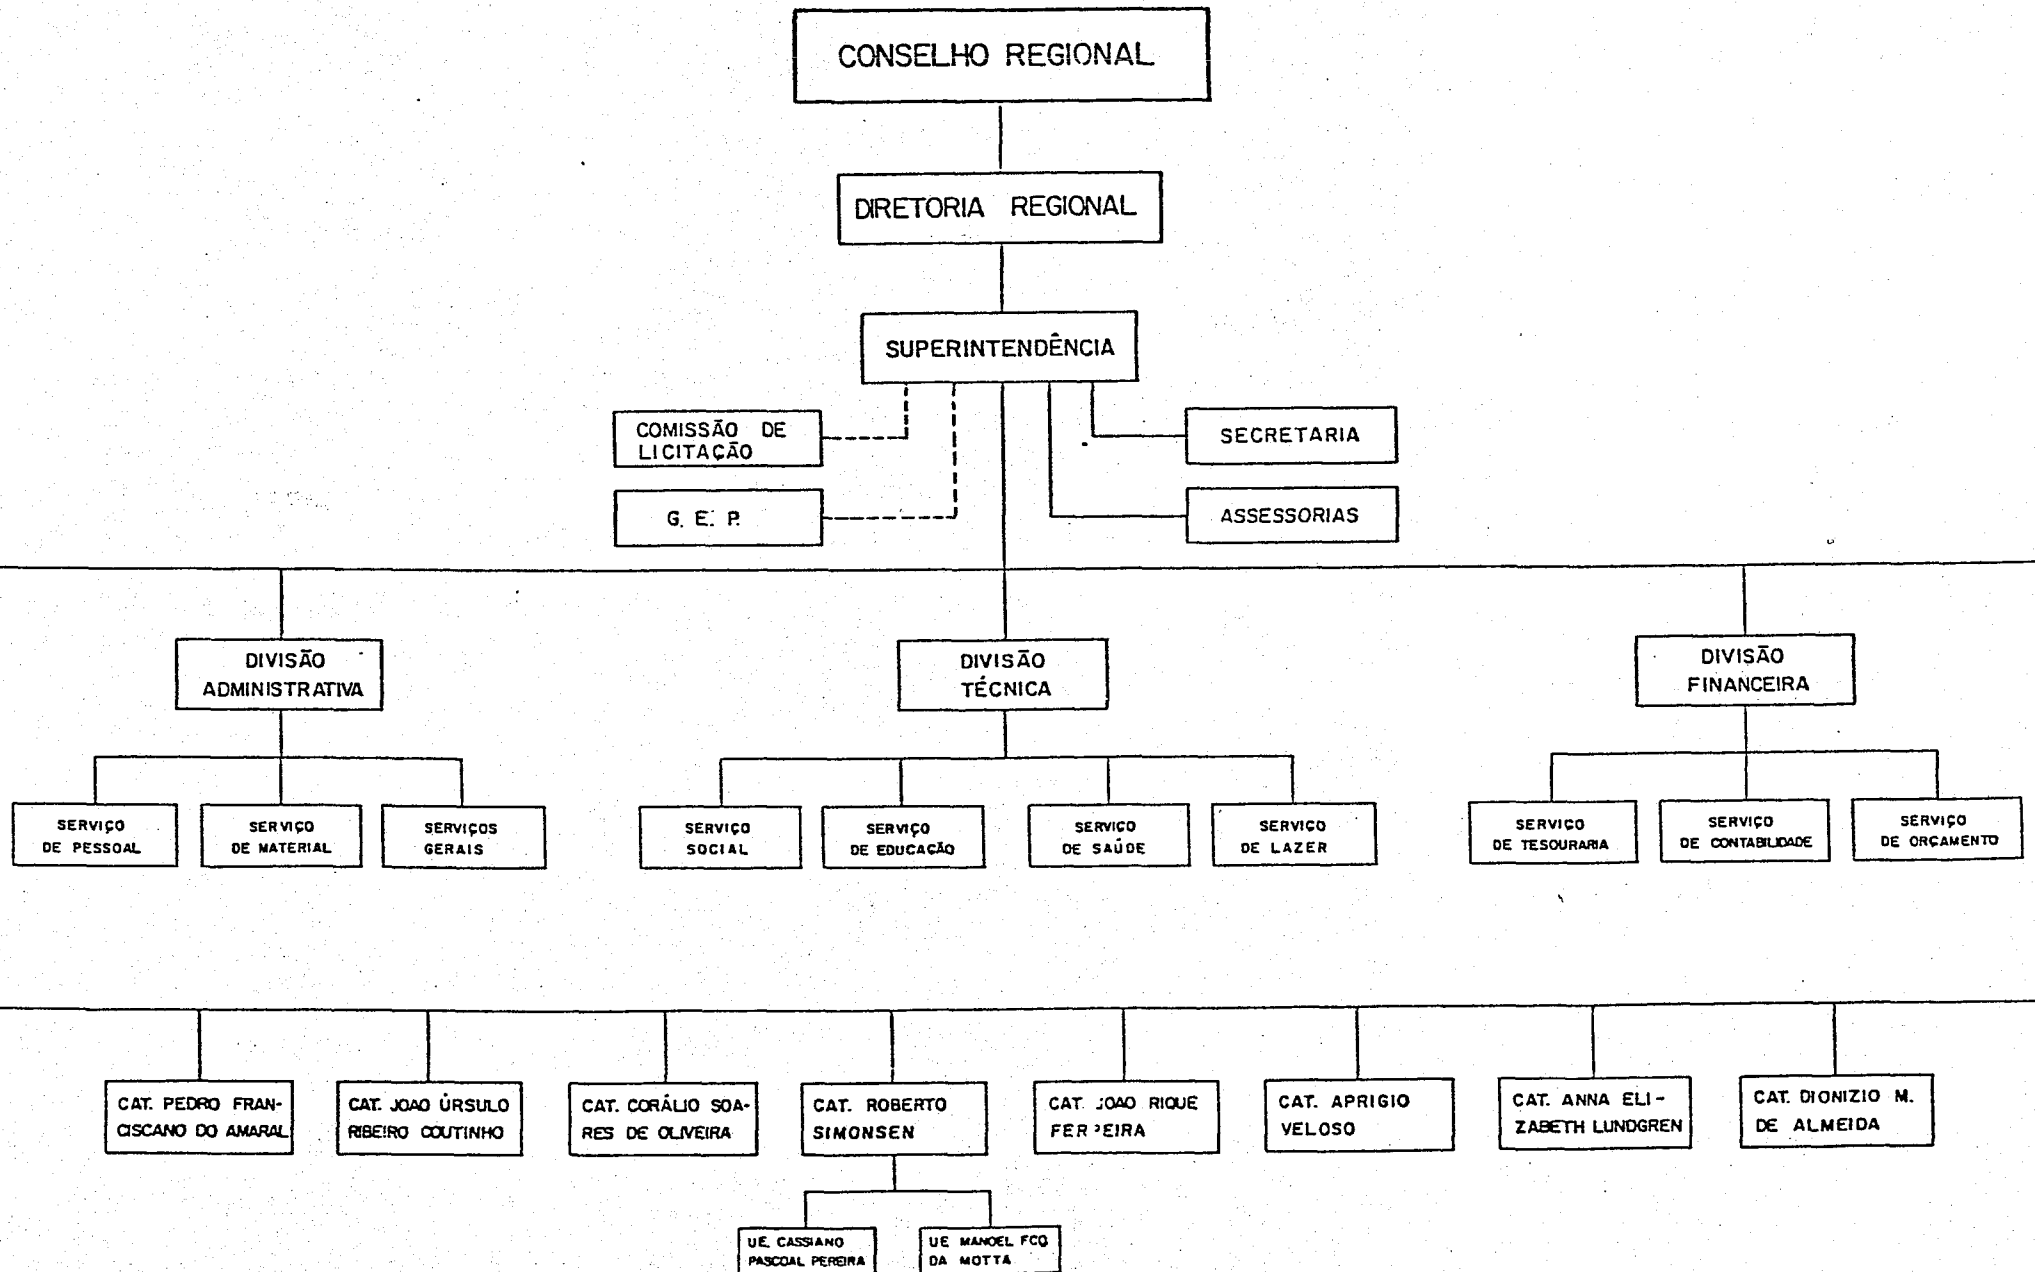 CONSELHO REGIONAL
DIRETORIA REGIONAL
SUPERINTENDÊNCIA
COMISSÃO DE
LICITAÇÃO
SECRETARIA
G. E. P.
ASSESSORIAS
DIVISÃO
ADMINISTRATIVA
DIVISÃO
TÉCNICA
DIVISÃO
FINANCEIRA
SERVIÇO
DE PESSOAL
SERVIÇO
DE MATERIAL
SERVIÇOS
GERAIS
SERVIÇO
SOCIAL
SERVIÇO
DE EDUCAÇÃO
SERVIÇO
DE SAÚDE
SERVIÇO
DE LAZER
SERVIÇO
DE TESOURARIA
SERVIÇO
DE CONTABILIDADE
SERVIÇO
DE ORÇAMENTO
CAT. PEDRO FRAN-
CISCANO DO AMARAL
CAT. JOAO ÚRSULO
RIBEIRO COUTINHO
CAT. CORÁLIO SOA-
RES DE OLIVEIRA
CAT. ROBERTO
SIMONSEN
CAT. JOAO RIQUE
FERREIRA
CAT. APRIGIO
VELOSO
CAT. ANNA ELI-
ZABETH LUNDGREN
CAT. DIONIZIO M.
DE ALMEIDA
UE. CASSIANO
PASCOAL PEREIRA
UE MANOEL FCO
DA MOTTA